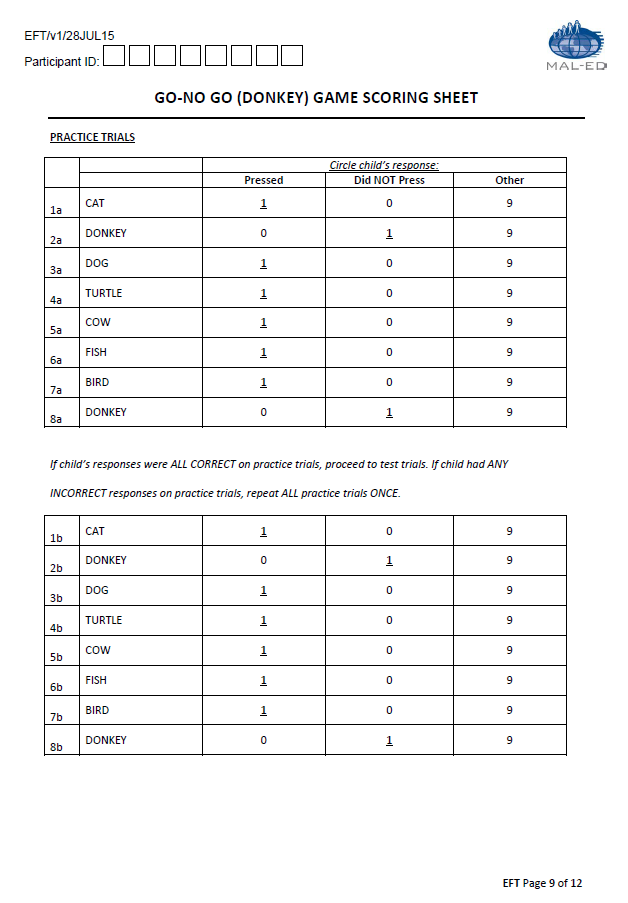 EFT/v1/28JUL15
Participant ID:
MAL-ED
GO-NO GO (DONKEY) GAME SCORING SHEET
PRACTICE TRIALS
Circle child's response:
Pressed Did NOT Press Other
1a CAT 1 0 9
2a DONKEY 0 1 9
3a DOG 1 0 9
4a TURTLE 1 0 9
5a COW 1 0 9
6a FISH 1 0 9
7a BIRD 1 0 9
8a DONKEY 0 1 9
If child's responses were ALL CORRECT on practice trials, proceed to test trials. If child had ANY
INCORRECT responses on practice trials, repeat ALL practice trials ONCE.
1b CAT 1 0 9
2b DONKEY 0 1 9
3b DOG 1 0 9
4b TURTLE 1 0 9
5b COW 1 0 9
6b FISH 1 0 9
7b BIRD 1 0 9
8b DONKEY 0 1 9
EFT Page 9 of 12